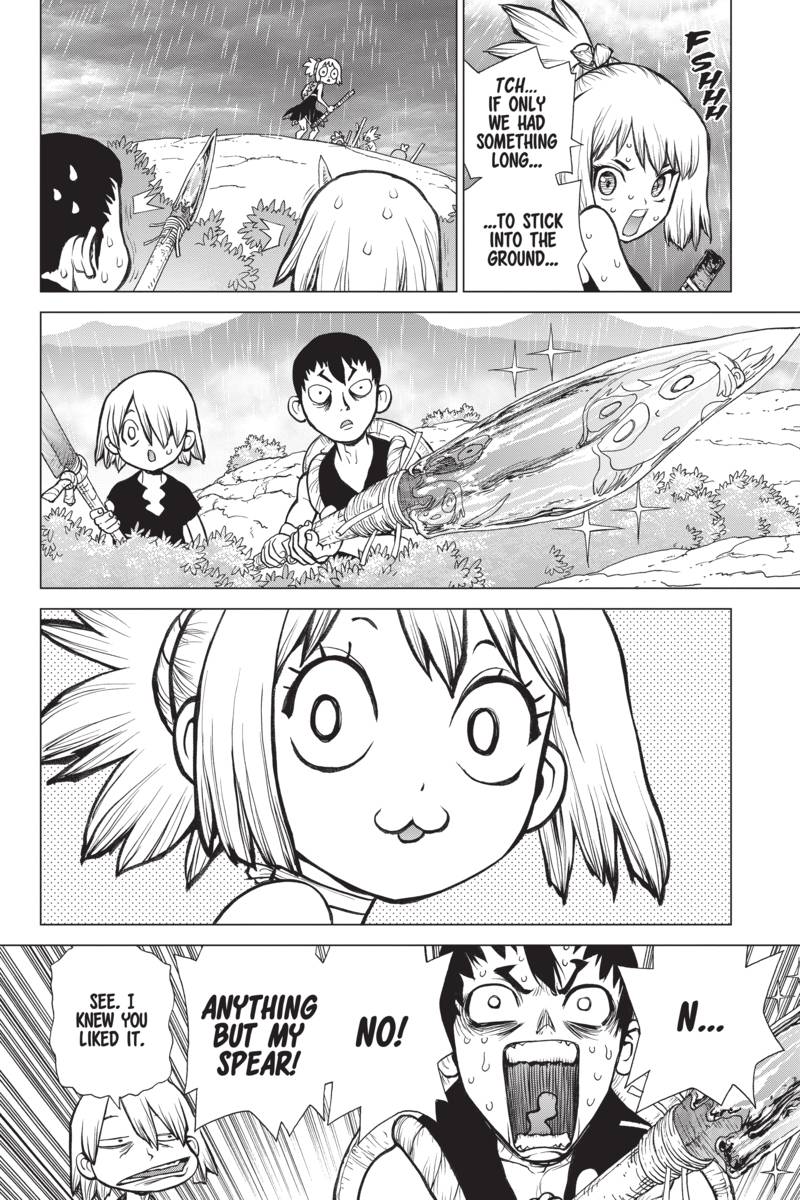 FSHHH
TCH...
IF ONLY
WE HAD
SOMETHING
LONG...
...TO STICK
INTO THE
GROUND...
N...
NO!
ANYTHING
BUT MY
SPEAR!
SEE. I
KNEW YOU
LIKED IT.